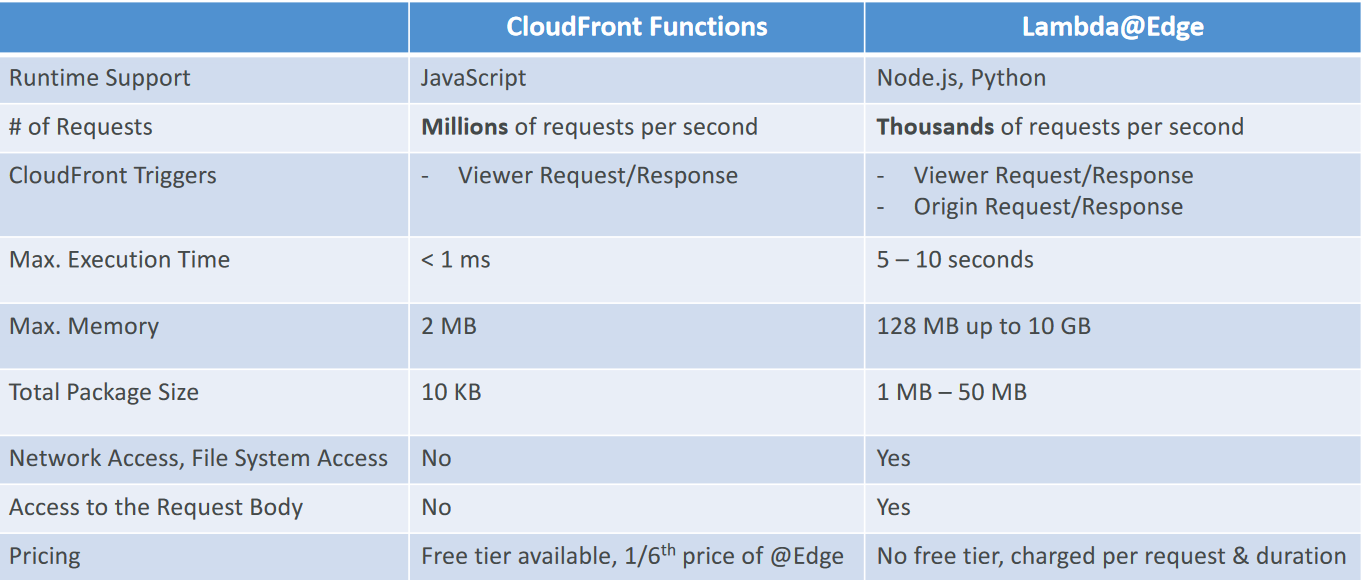 CloudFront Functions Lambda@Edge
Runtime Support JavaScript Node.js, Python
# of Requests Millions of requests per second Thousands of requests per second
CloudFront Triggers - Viewer Request/Response - Viewer Request/Response
- Origin Request/Response
Max. Execution Time < 1 ms 5 – 10 seconds
Max. Memory 2 MB 128 MB up to 10 GB
Total Package Size 10 KB 1 MB – 50 MB
Network Access, File System Access No Yes
Access to the Request Body No Yes
Pricing Free tier available, 1/6th price of @Edge No free tier, charged per request & duration